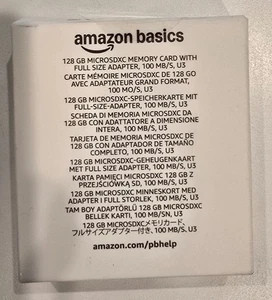 amazon basics
128 GB MICROSDXC MEMORY CARD WITH
FULL SIZE ADAPTER, 100 MB/S, U3
CARTE MÉMOIRE MICROSDXC DE 128 GO
AVEC ADAPTATEUR GRAND FORMAT,
100 MO/S, U3
128 GB MICROSDXC-SPEICHERKARTE MIT
FULL-SIZE-ADAPTER, 100 MB/S, U3
SCHEDA DI MEMORIA MICROSDXC DA
128 GB CON ADATTATORE A DIMENSIONE
INTERA, 100 MB/S, U3
TARJETA DE MEMORIA MICROSDXC DE
128 GB CON ADAPTADOR DE TAMAÑO
COMPLETO, 100 MB/S, U3
128 GB MICROSDXC-GEHEUGENKAART
MET FULL SIZE ADAPTER, 100 MB/S, U3
KARTA PAMIĘCI MICROSDXC 128 GB Z
PRZEJŚCIÓWKĄ SD, 100 MB/S, U3
128 GB MICROSDXC MINNESKORT MED
ADAPTER I FULL STORLEK, 100 MB/S, U3
TAM BOY ADAPTÖRLÜ 128 GB MICROSDXC
BELLEK KARTI, 100 MB/SN, U3
128 GB MICROSDXCメモリカード、
フルサイズアダプター付き、100 MB/S、U3
amazon.com/pbhelp